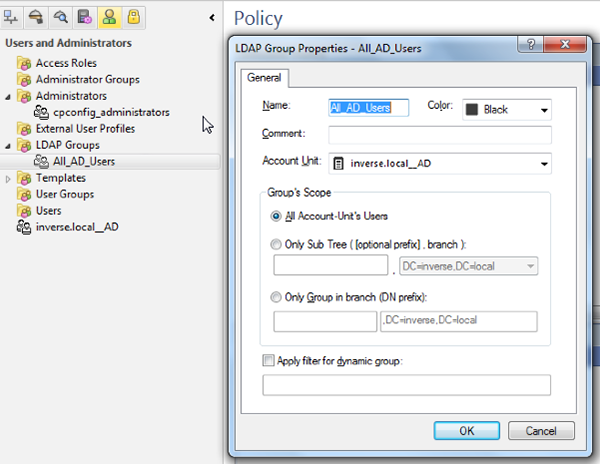 Policy
Users and Administrators
Access Roles
Administrator Groups
Administrators
cpconfig_administrators
External User Profiles
LDAP Groups
All_AD_Users
Templates
User Groups
Users
inverse.local__AD
LDAP Group Properties - All_AD_Users
General
Name: All_AD_Users Color: Black
Comment:
Account Unit: inverse.local__AD
Group's Scope
All Account-Unit's Users
Only Sub Tree ( [optional prefix] , branch ):
, DC=inverse,DC=local
Only Group in branch (DN prefix):
,DC=inverse,DC=local
Apply filter for dynamic group:
OK Cancel